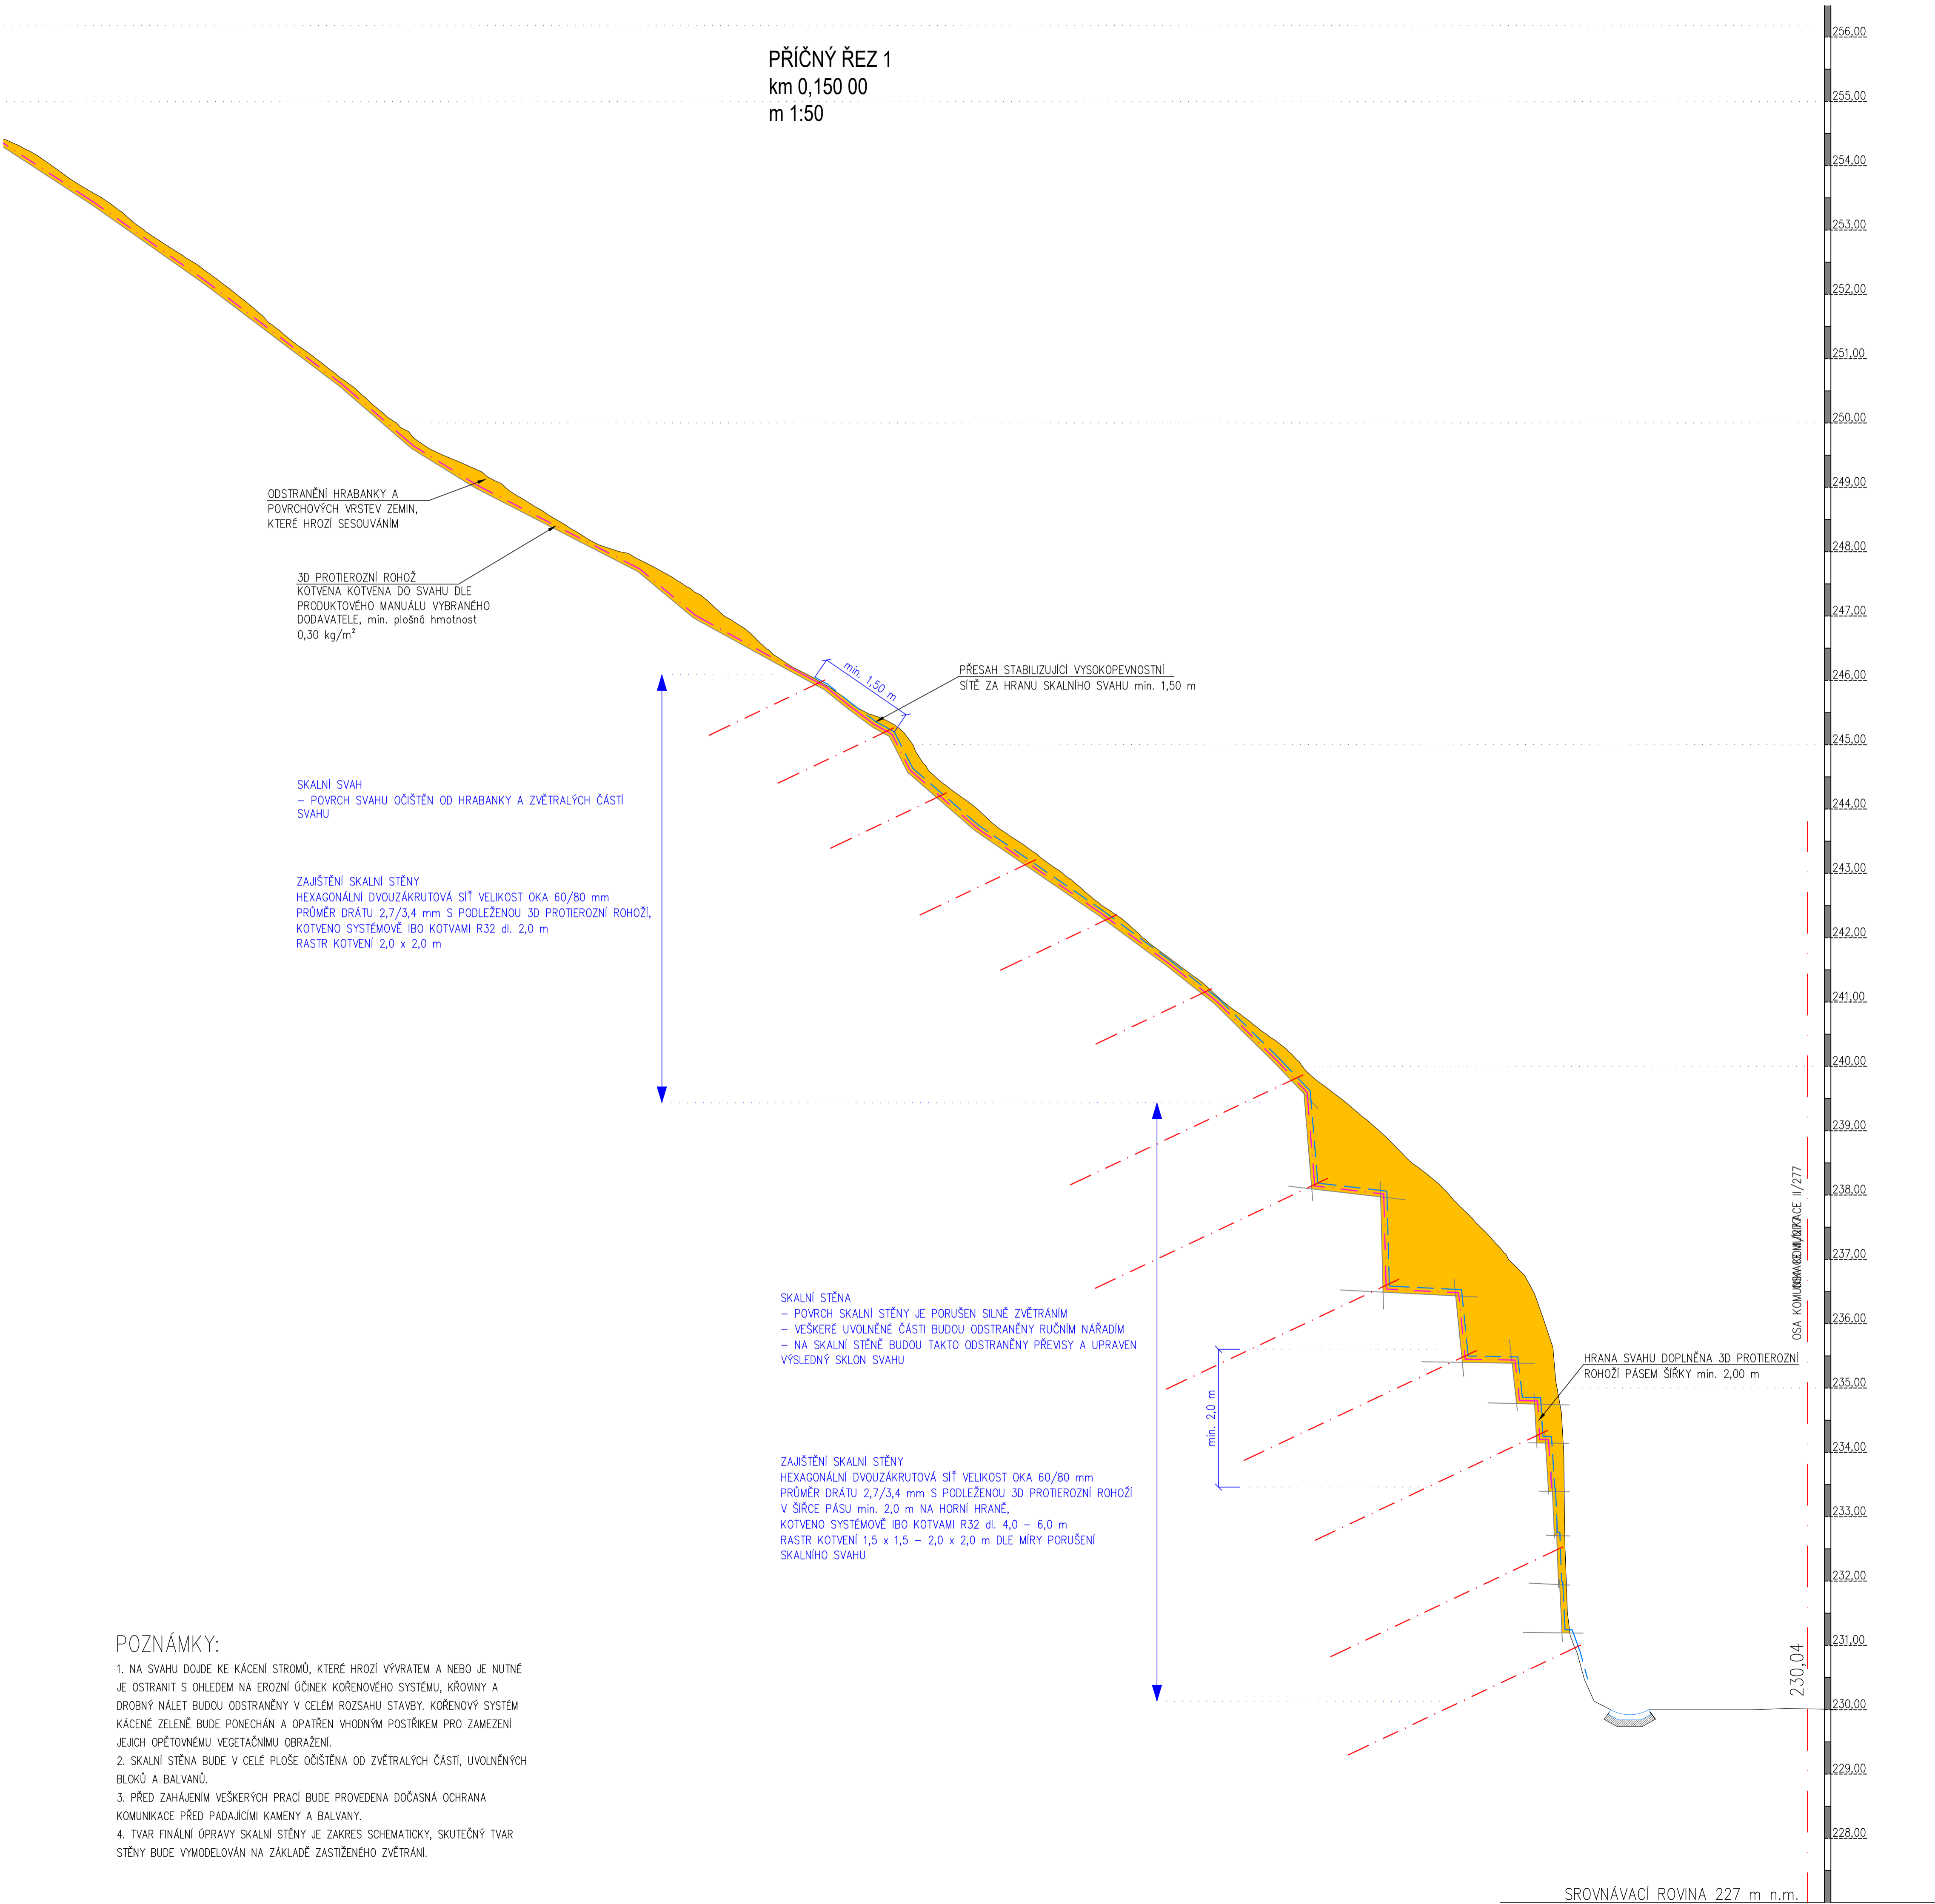 PŘÍČNÝ ŘEZ 1
km 0,150 00
m 1:50
256,00
255,00
254,00
253,00
252,00
251,00
250,00
249,00
248,00
247,00
246,00
245,00
244,00
243,00
242,00
241,00
240,00
239,00
238,00
237,00
236,00
235,00
234,00
233,00
232,00
231,00
230,00
229,00
228,00
ODSTRANĚNÍ HRABANKY A
POVRCHOVÝCH VRSTEV ZEMIN,
KTERÉ HROZÍ SESOUVÁNÍM
3D PROTIEROZNÍ ROHOŽ
KOTVENA KOTVENA DO SVAHU DLE
PRODUKTOVÉHO MANUÁLU VYBRANÉHO
DODAVATELE, min. plošná hmotnost
0,30 kg/m²
min. 1,50 m
PŘESAH STABILIZUJÍCÍ VYSOKOPEVNOSTNÍ
SÍTĚ ZA HRANU SKALNÍHO SVAHU min. 1,50 m
SKALNÍ SVAH
– POVRCH SVAHU OČIŠTĚN OD HRABANKY A ZVĚTRALÝCH ČÁSTÍ
SVAHU
ZAJIŠTĚNÍ SKALNÍ STĚNY
HEXAGONÁLNÍ DVOUZÁKRUTOVÁ SÍŤ VELIKOST OKA 60/80 mm
PRŮMĚR DRÁTU 2,7/3,4 mm S PODLEŽENOU 3D PROTIEROZNÍ ROHOŽÍ,
KOTVENO SYSTÉMOVĚ IBO KOTVAMI R32 dl. 2,0 m
RASTR KOTVENÍ 2,0 x 2,0 m
SKALNÍ STĚNA
– POVRCH SKALNÍ STĚNY JE PORUŠEN SILNĚ ZVĚTRÁNÍM
– VEŠKERÉ UVOLNĚNÉ ČÁSTI BUDOU ODSTRANĚNY RUČNÍM NÁŘADÍM
– NA SKALNÍ STĚNĚ BUDOU TAKTO ODSTRANĚNY PŘEVISY A UPRAVEN
VÝSLEDNÝ SKLON SVAHU
min. 2,0 m
HRANA SVAHU DOPLNĚNA 3D PROTIEROZNÍ
ROHOŽÍ PÁSEM ŠÍŘKY min. 2,00 m
OSA KOMUNIKACE II/277
ZAJIŠTĚNÍ SKALNÍ STĚNY
HEXAGONÁLNÍ DVOUZÁKRUTOVÁ SÍŤ VELIKOST OKA 60/80 mm
PRŮMĚR DRÁTU 2,7/3,4 mm S PODLEŽENOU 3D PROTIEROZNÍ ROHOŽÍ
V ŠÍŘCE PÁSU min. 2,0 m NA HORNÍ HRANĚ,
KOTVENO SYSTÉMOVĚ IBO KOTVAMI R32 dl. 4,0 – 6,0 m
RASTR KOTVENÍ 1,5 x 1,5 – 2,0 x 2,0 m DLE MÍRY PORUŠENÍ
SKALNÍHO SVAHU
230,04
POZNÁMKY:
1. NA SVAHU DOJDE KE KÁCENÍ STROMŮ, KTERÉ HROZÍ VÝVRATEM A NEBO JE NUTNÉ
JE OSTRANIT S OHLEDEM NA EROZNÍ ÚČINEK KOŘENOVÉHO SYSTÉMU, KŘOVINY A
DROBNÝ NÁLET BUDOU ODSTRANĚNY V CELÉM ROZSAHU STAVBY. KOŘENOVÝ SYSTÉM
KÁCENÉ ZELENĚ BUDE PONECHÁN A OPATŘEN VHODNÝM POSTŘIKEM PRO ZAMEZENÍ
JEJICH OPĚTOVNÉMU VEGETAČNÍMU OBRAŽENÍ.
2. SKALNÍ STĚNA BUDE V CELÉ PLOŠE OČIŠTĚNA OD ZVĚTRALÝCH ČÁSTÍ, UVOLNĚNÝCH
BLOKŮ A BALVANŮ.
3. PŘED ZAHÁJENÍM VEŠKERÝCH PRACÍ BUDE PROVEDENA DOČASNÁ OCHRANA
KOMUNIKACE PŘED PADAJÍCÍMI KAMENY A BALVANY.
4. TVAR FINÁLNÍ ÚPRAVY SKALNÍ STĚNY JE ZAKRES SCHEMATICKY, SKUTEČNÝ TVAR
STĚNY BUDE VYMODELOVÁN NA ZÁKLADĚ ZASTIŽENÉHO ZVĚTRÁNÍ.
SROVNÁVACÍ ROVINA 227 m n.m.